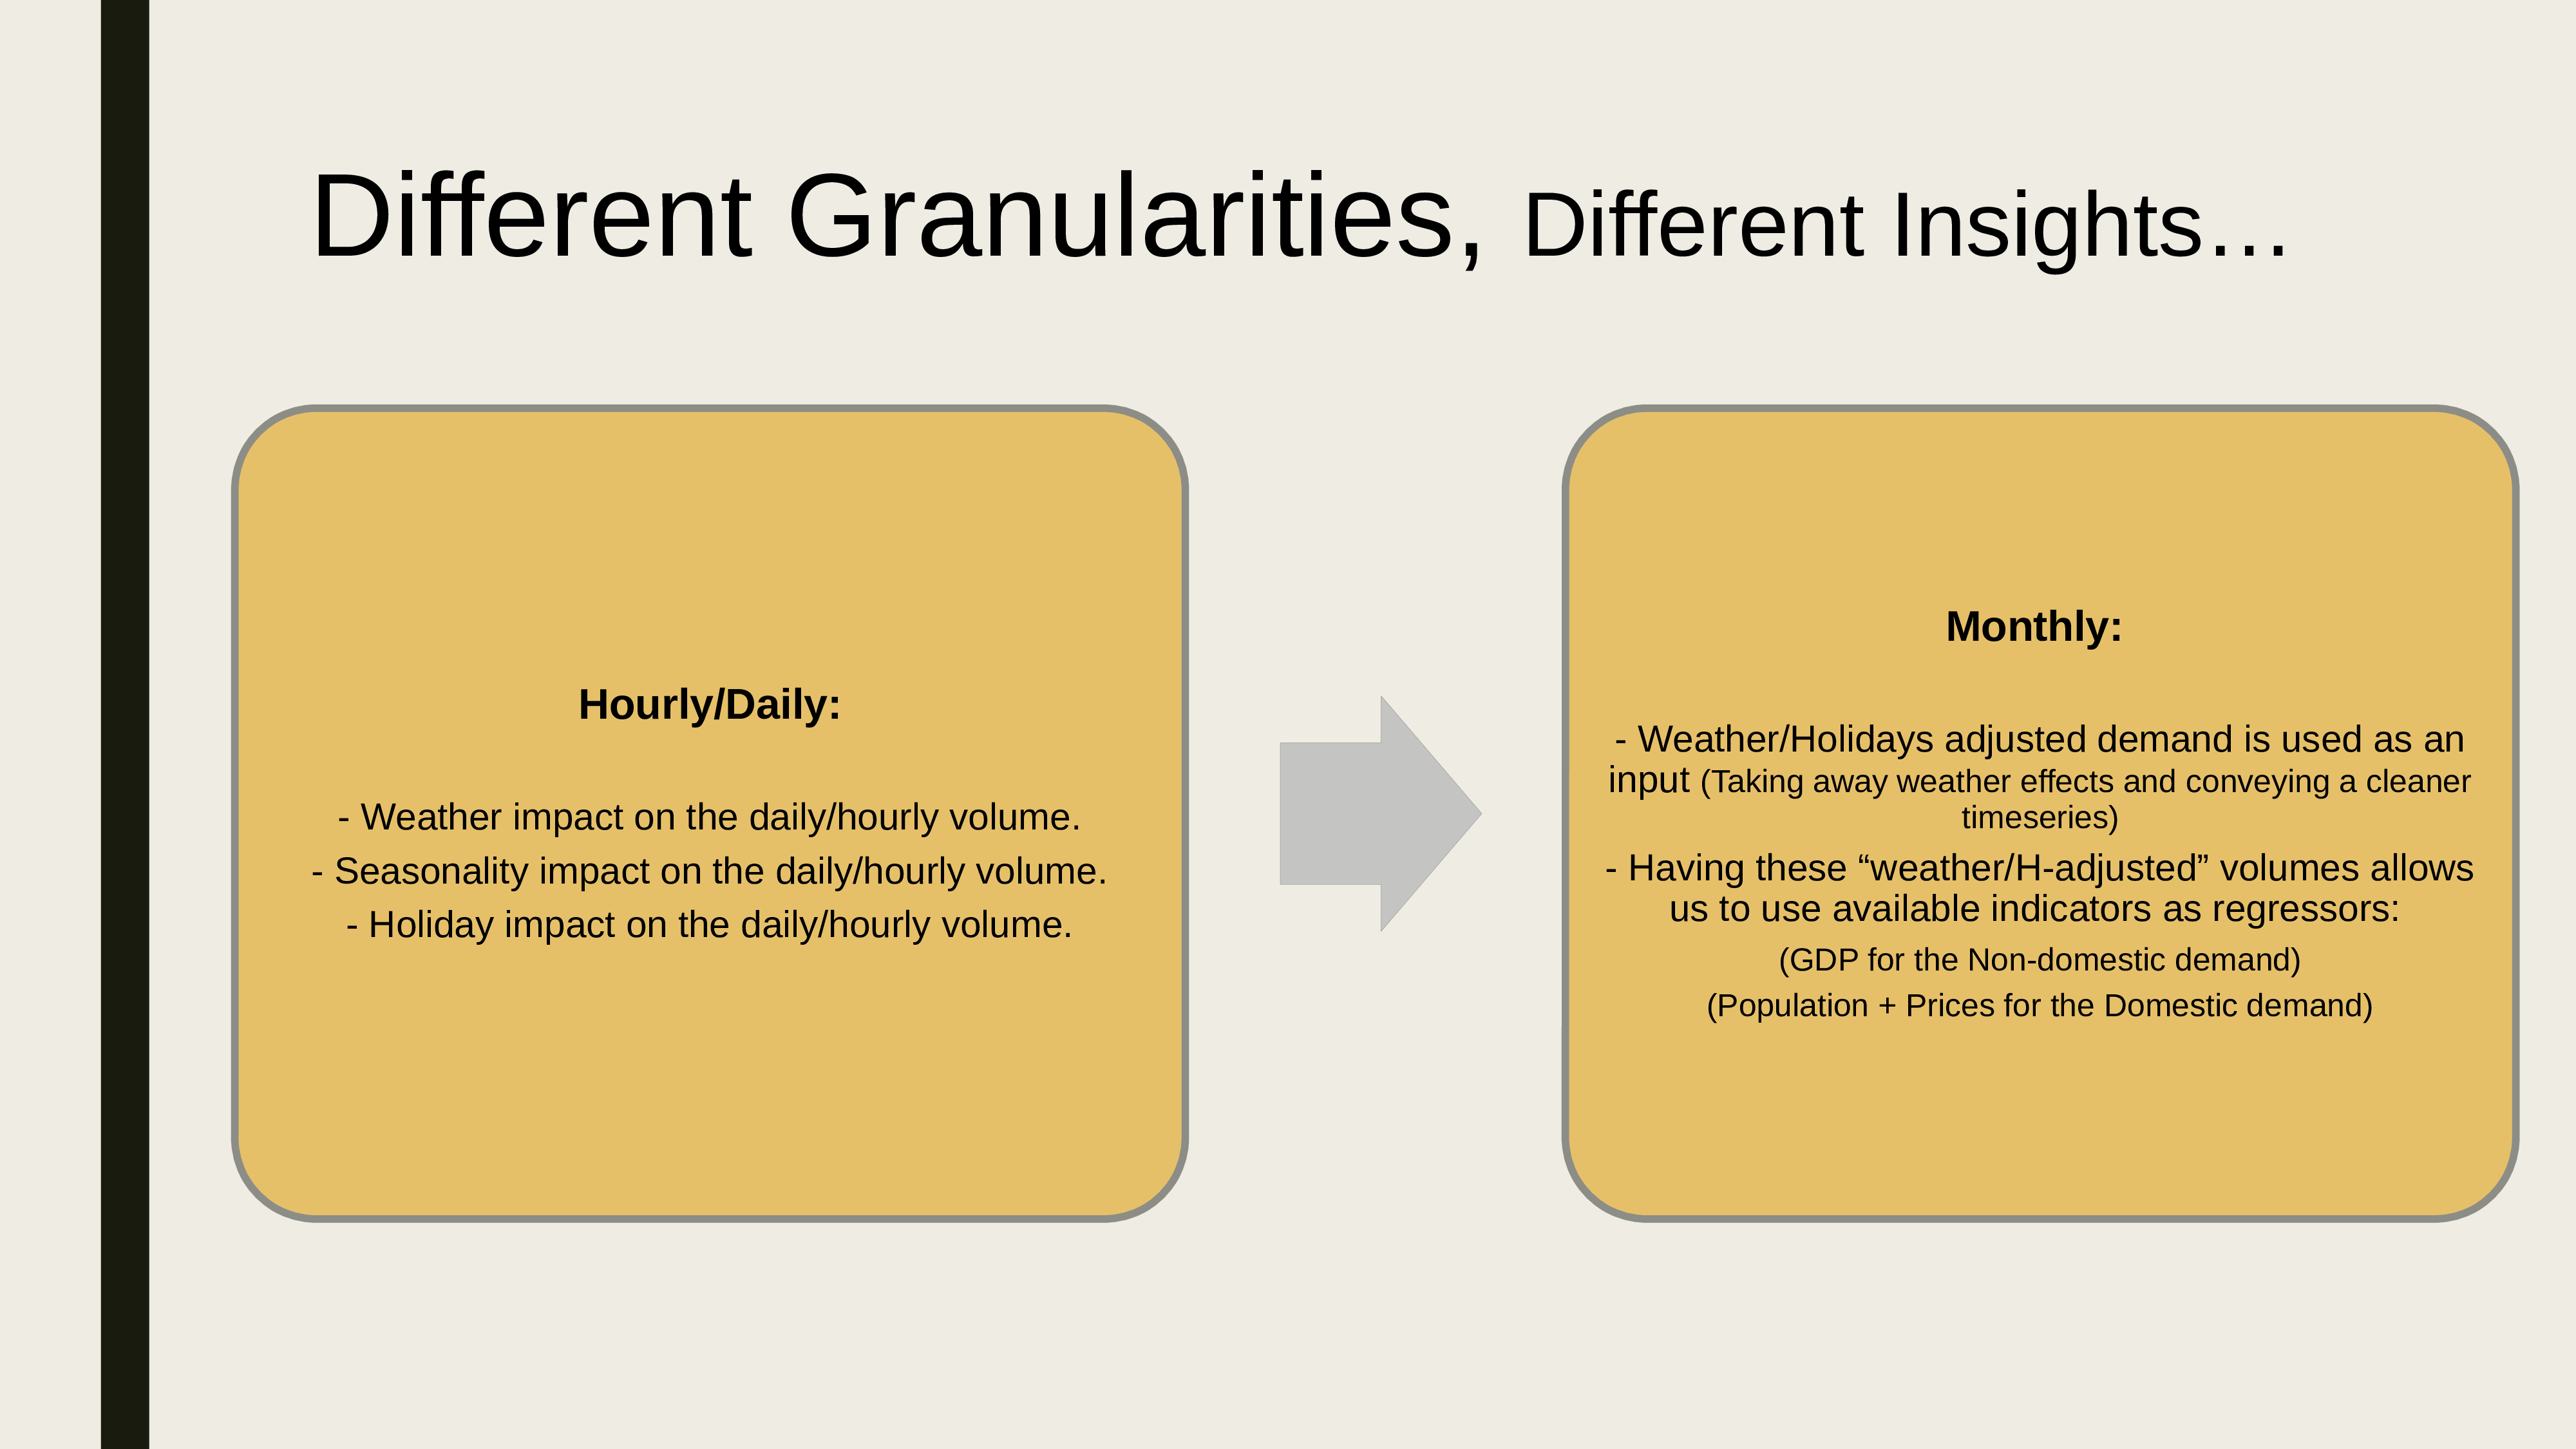 Different Granularities, Different Insights…
Hourly/Daily:
- Weather impact on the daily/hourly volume.
- Seasonality impact on the daily/hourly volume.
- Holiday impact on the daily/hourly volume.
Monthly:
- Weather/Holidays adjusted demand is used as an
input (Taking away weather effects and conveying a cleaner
timeseries)
- Having these “weather/H-adjusted” volumes allows
us to use available indicators as regressors:
(GDP for the Non-domestic demand)
(Population + Prices for the Domestic demand)